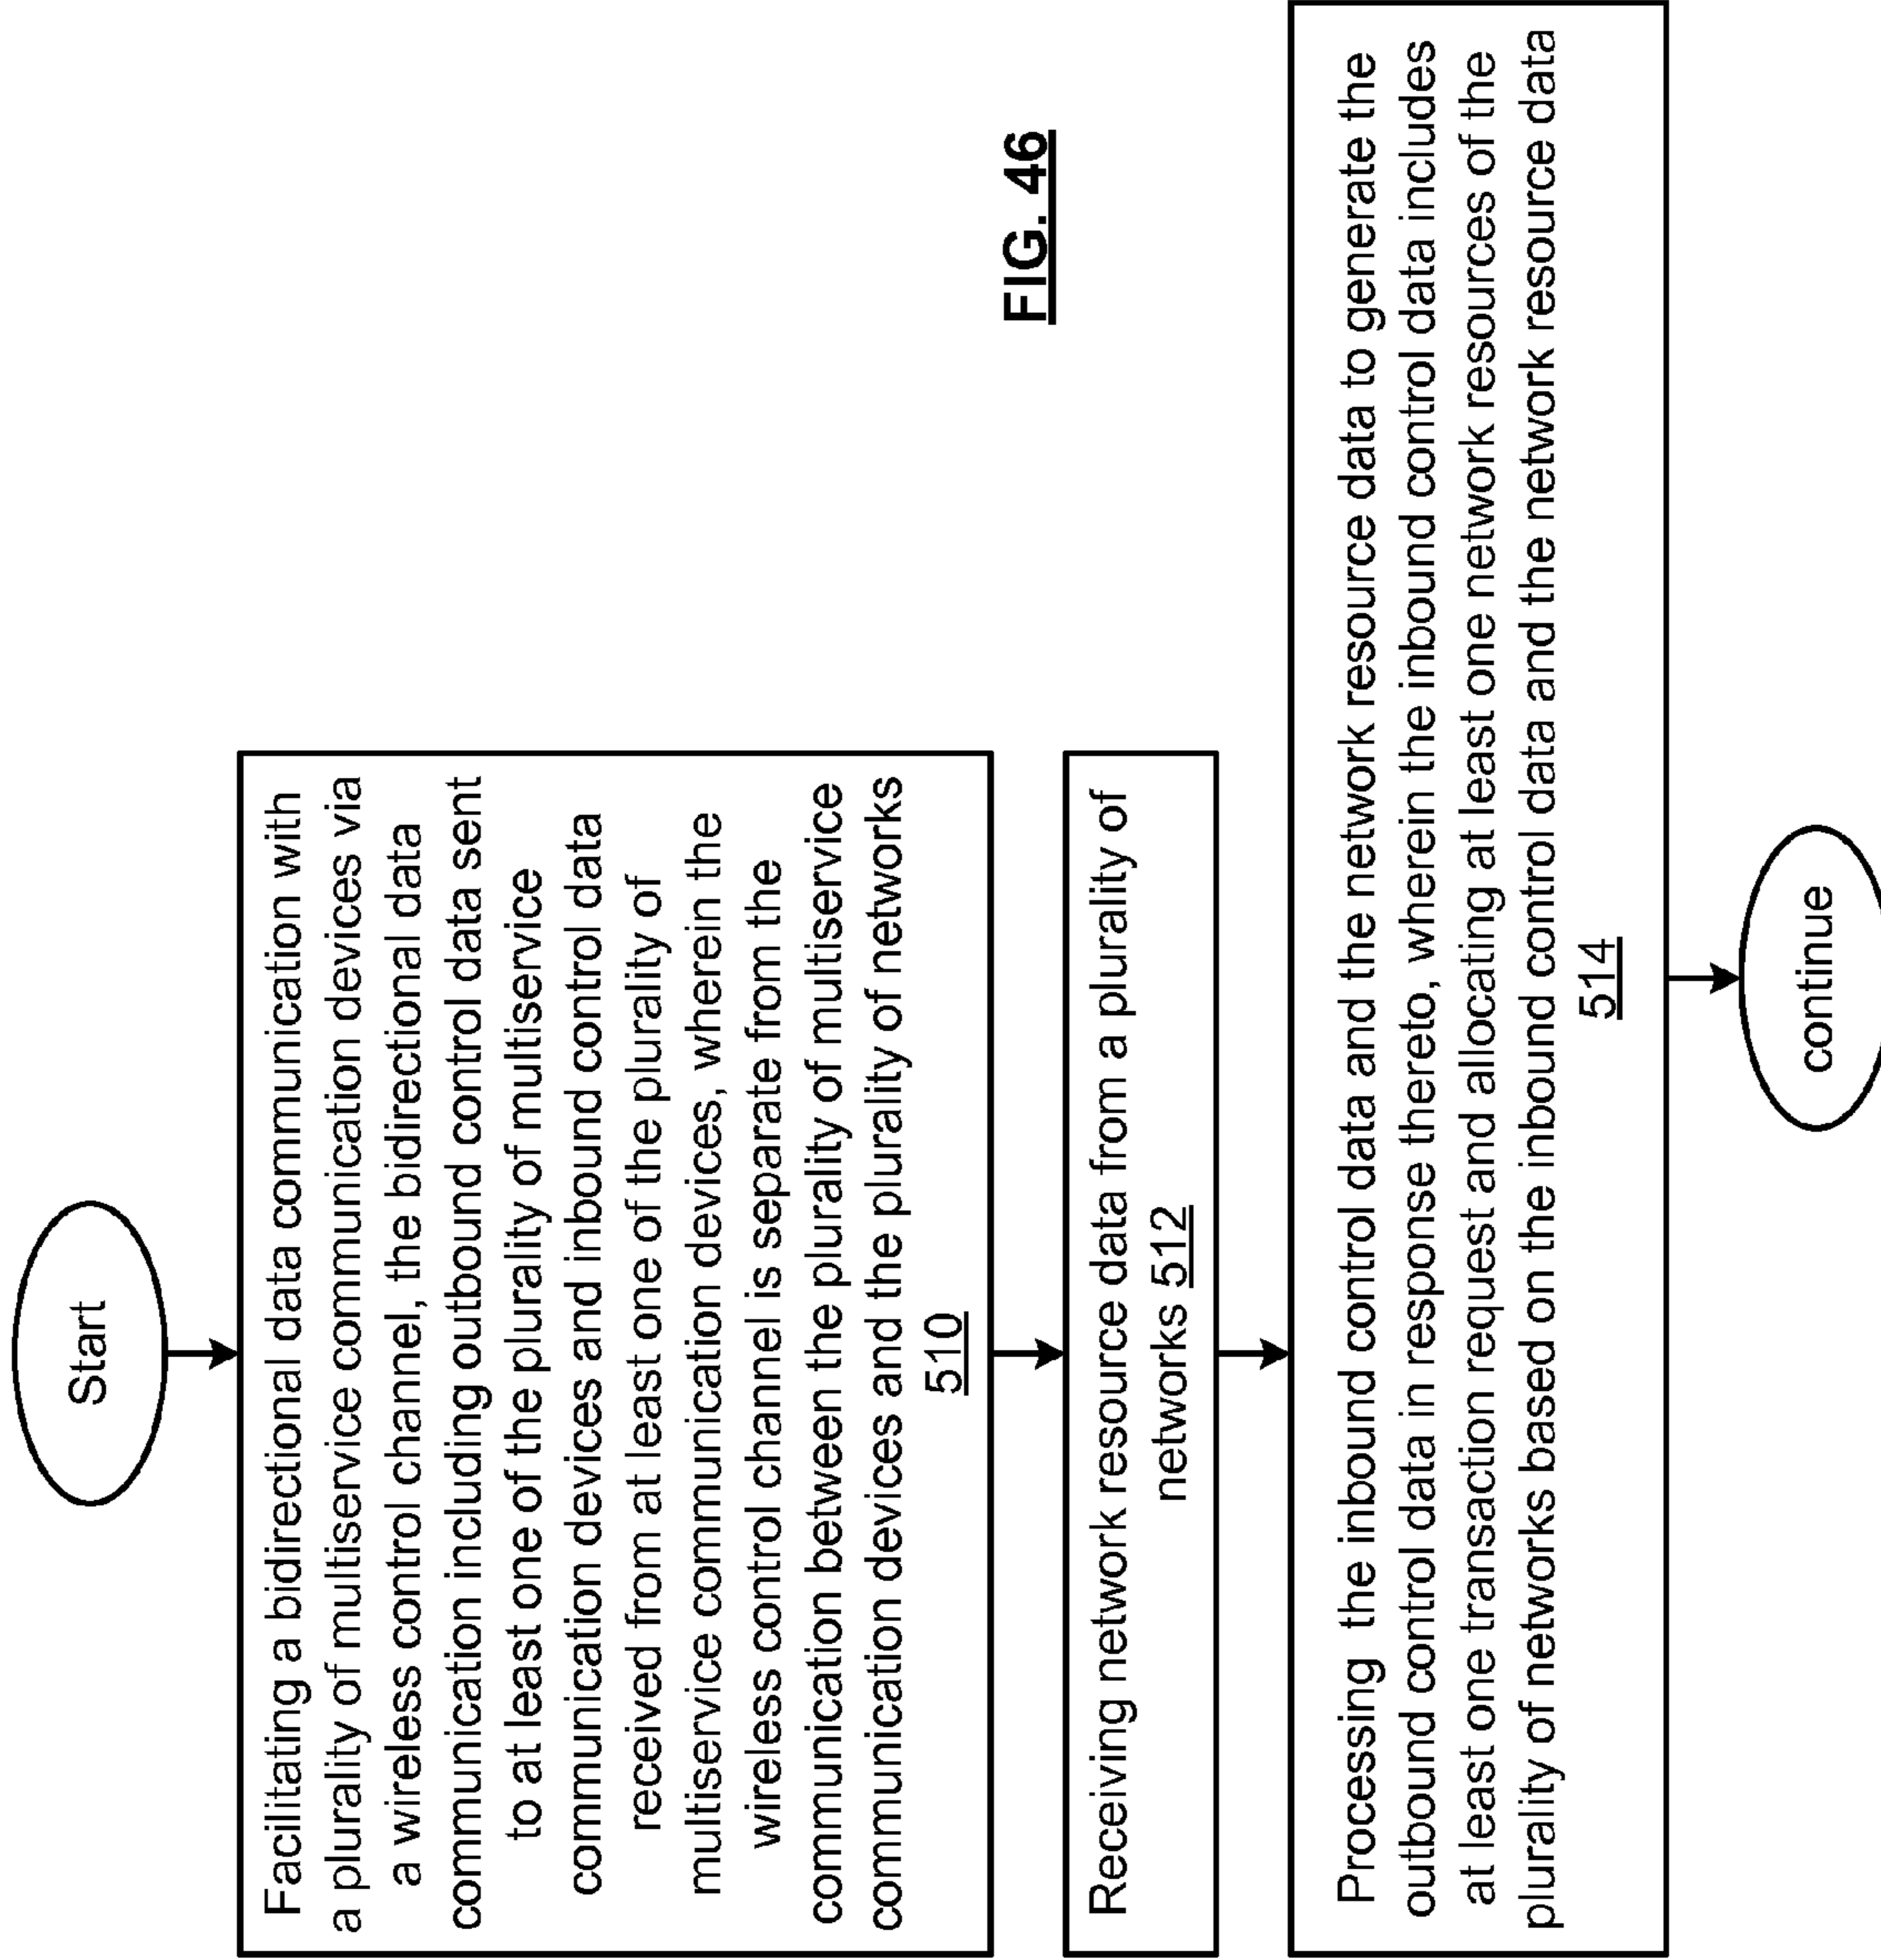 Start
Facilitating a bidirectional data communication with
a plurality of multiservice communication devices via
a wireless control channel, the bidirectional data
communication including outbound control data sent
to at least one of the plurality of multiservice
communication devices and inbound control data
received from at least one of the plurality of
multiservice communication devices, wherein the
wireless control channel is separate from the
communication between the plurality of multiservice
communication devices and the plurality of networks
510
Receiving network resource data from a plurality of
networks 512
Processing the inbound control data and the network resource data to generate the
outbound control data in response thereto, wherein the inbound control data includes
at least one transaction request and allocating at least one network resources of the
plurality of networks based on the inbound control data and the network resource data
514
continue
FIG. 46